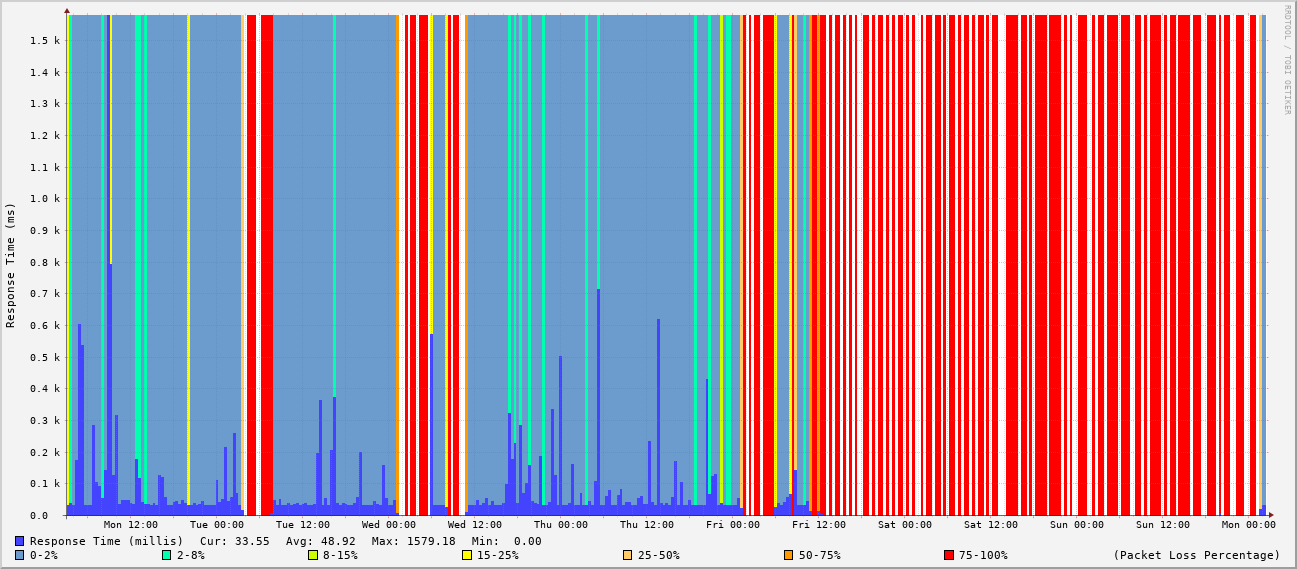 RRDTOOL / TOBI OETIKER
Response Time (ms)
1.5 k
1.4 k
1.3 k
1.2 k
1.1 k
1.0 k
0.9 k
0.8 k
0.7 k
0.6 k
0.5 k
0.4 k
0.3 k
0.2 k
0.1 k
0.0
Mon 12:00 Tue 00:00 Tue 12:00 Wed 00:00 Wed 12:00 Thu 00:00 Thu 12:00 Fri 00:00 Fri 12:00 Sat 00:00 Sat 12:00 Sun 00:00 Sun 12:00 Mon 00:00
Response Time (millis) Cur: 33.55 Avg: 48.92 Max: 1579.18 Min: 0.00
0-2% 2-8% 8-15% 15-25% 25-50% 50-75% 75-100% (Packet Loss Percentage)